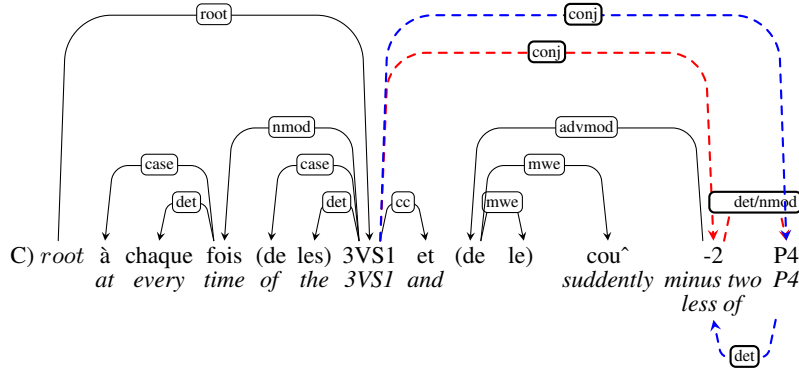 root
conj
conj
nmod
advmod
case
case
mwe
det
det
cc
mwe
det/nmod
C) root à chaque fois (de les) 3VS1 et (de le) couˆ -2 P4
at every time of the 3VS1 and suddently minus two P4
less of
det